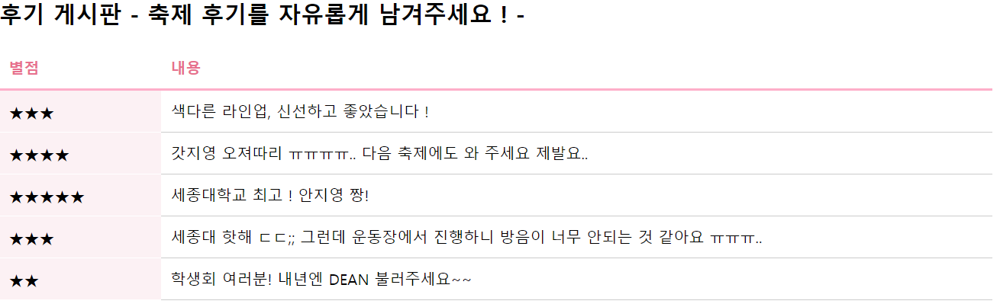 후기 게시판 - 축제 후기를 자유롭게 남겨주세요 ! -
별점 내용
★★★ 색다른 라인업, 신선하고 좋았습니다 !
★★★★ 갓지영 오져따리 ㅠㅠㅠㅠ.. 다음 축제에도 와 주세요 제발요..
★★★★★ 세종대학교 최고 ! 안지영 짱!
★★★ 세종대 핫해 ㄷㄷ;; 그런데 운동장에서 진행하니 방음이 너무 안되는 것 같아요 ㅠㅠㅠ..
★★ 학생회 여러분! 내년엔 DEAN 불러주세요~~